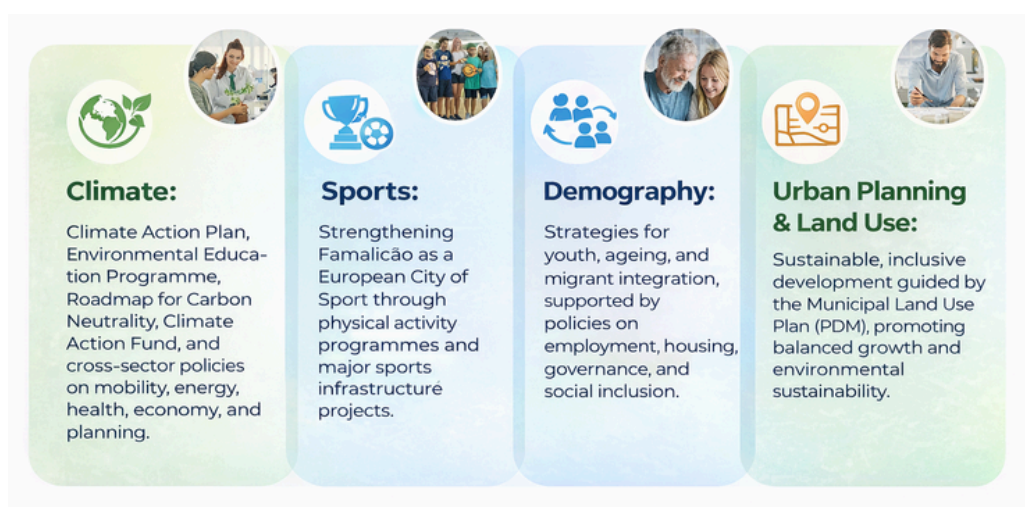 Climate:
Climate Action Plan,
Environmental Educa-
tion Programme,
Roadmap for Carbon
Neutrality, Climate
Action Fund, and
cross-sector policies
on mobility, energy,
health, economy, and
planning.
Sports:
Strengthening
Famalicão as a
European City of
Sport through
physical activity
programmes and
major sports
infrastructuré
projects.
Demography:
Strategies for
youth, ageing, and
migrant integration,
supported by
policies on
employment, housing,
governance, and
social inclusion.
Urban Planning
& Land Use:
Sustainable, inclusive
development guided by
the Municipal Land Use
Plan (PDM), promoting
balanced growth and
environmental
sustainability.